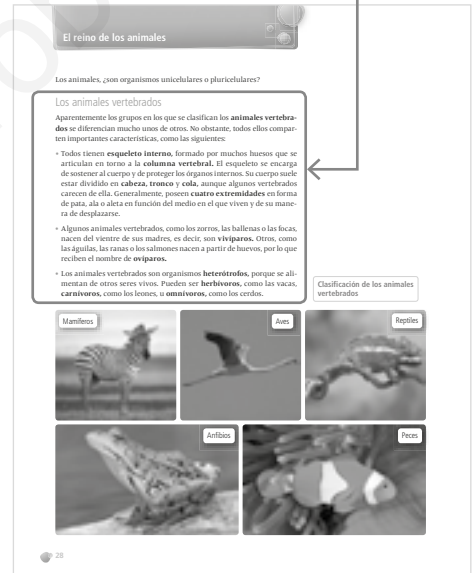 El reino de los animales
Los animales, ¿son organismos unicelulares o pluricelulares?
Los animales vertebrados
Aparentemente los grupos en los que se clasifican los animales vertebra-
dos se diferencian mucho unos de otros. No obstante, todos ellos compar-
ten importantes características, como las siguientes:
• Todos tienen esqueleto interno, formado por muchos huesos que se
articulan en torno a la columna vertebral. El esqueleto se encarga
de sostener al cuerpo y de proteger los órganos internos. Su cuerpo suele
estar dividido en cabeza, tronco y cola, aunque algunos vertebrados
carecen de ella. Generalmente, poseen cuatro extremidades en forma
de pata, ala o aleta en función del medio en el que viven y de su mane-
ra de desplazarse.
• Algunos animales vertebrados, como los zorros, las ballenas o las focas,
nacen del vientre de sus madres, es decir, son vivíparos. Otros, como
las águilas, las ranas o los salmones nacen a partir de huevos, por lo que
reciben el nombre de ovíparos.
• Los animales vertebrados son organismos heterótrofos, porque se ali-
mentan de otros seres vivos. Pueden ser herbívoros, como las vacas,
carnívoros, como los leones, u omnívoros, como los cerdos.
Clasificación de los animales
vertebrados
Mamíferos
Aves
Reptiles
Anfibios
Peces
28